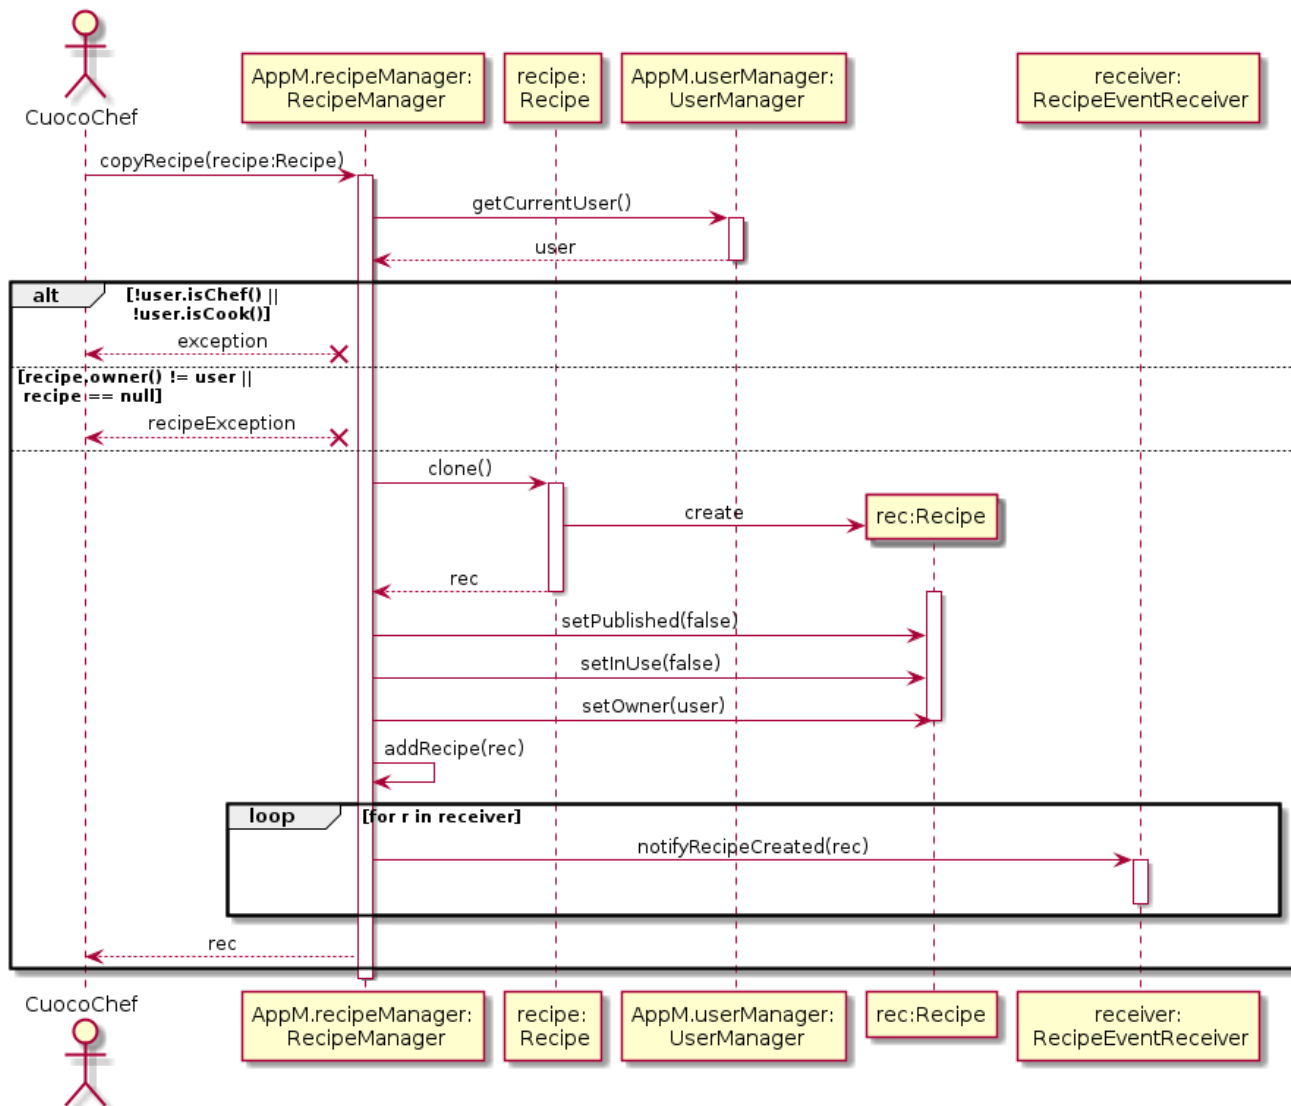 CuocoChef
AppM.recipeManager:
RecipeManager
recipe:
Recipe
AppM.userManager:
UserManager
receiver:
RecipeEventReceiver
copyRecipe(recipe:Recipe)
getCurrentUser()
user
alt
[!user.isChef() ||
!user.isCook()]
exception
[recipe.owner() != user ||
recipe == null]
recipeException
clone()
create
rec:Recipe
rec
setPublished(false)
setInUse(false)
setOwner(user)
addRecipe(rec)
loop
[for r in receiver]
notifyRecipeCreated(rec)
rec
CuocoChef
AppM.recipeManager:
RecipeManager
recipe:
Recipe
AppM.userManager:
UserManager
rec:Recipe
receiver:
RecipeEventReceiver